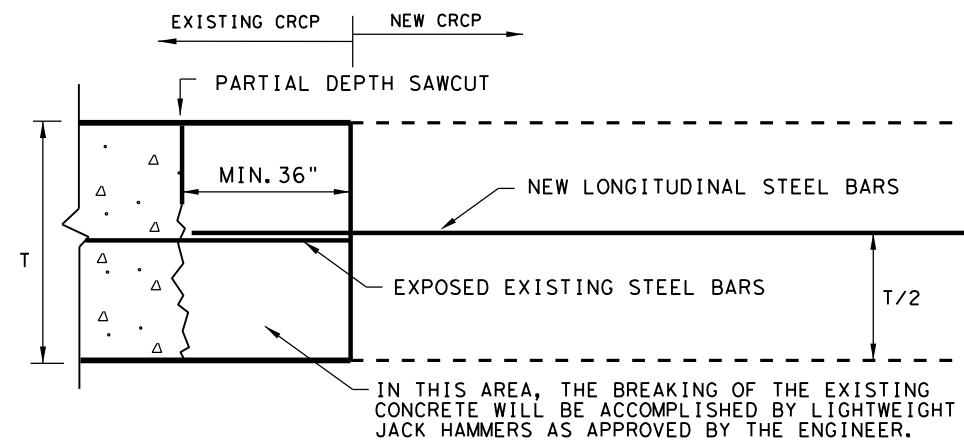 EXISTING CRCP
NEW CRCP
PARTIAL DEPTH SAWCUT
MIN. 36"
NEW LONGITUDINAL STEEL BARS
T
EXPOSED EXISTING STEEL BARS
T/2
IN THIS AREA, THE BREAKING OF THE EXISTING
CONCRETE WILL BE ACCOMPLISHED BY LIGHTWEIGHT
JACK HAMMERS AS APPROVED BY THE ENGINEER.